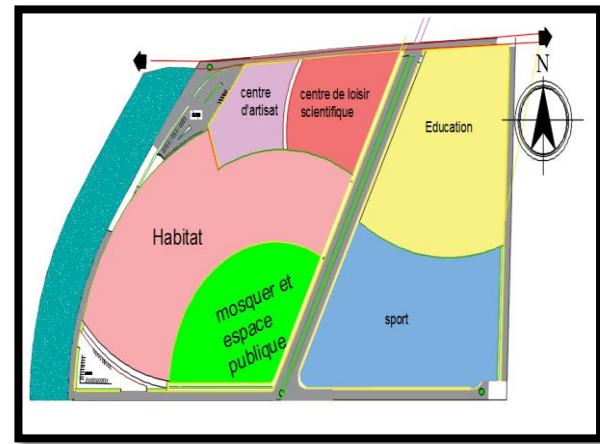 N
centre
d'artisat
centre de loisir
scientifique
Education
Habitat
mosquer et
espace
publique
sport